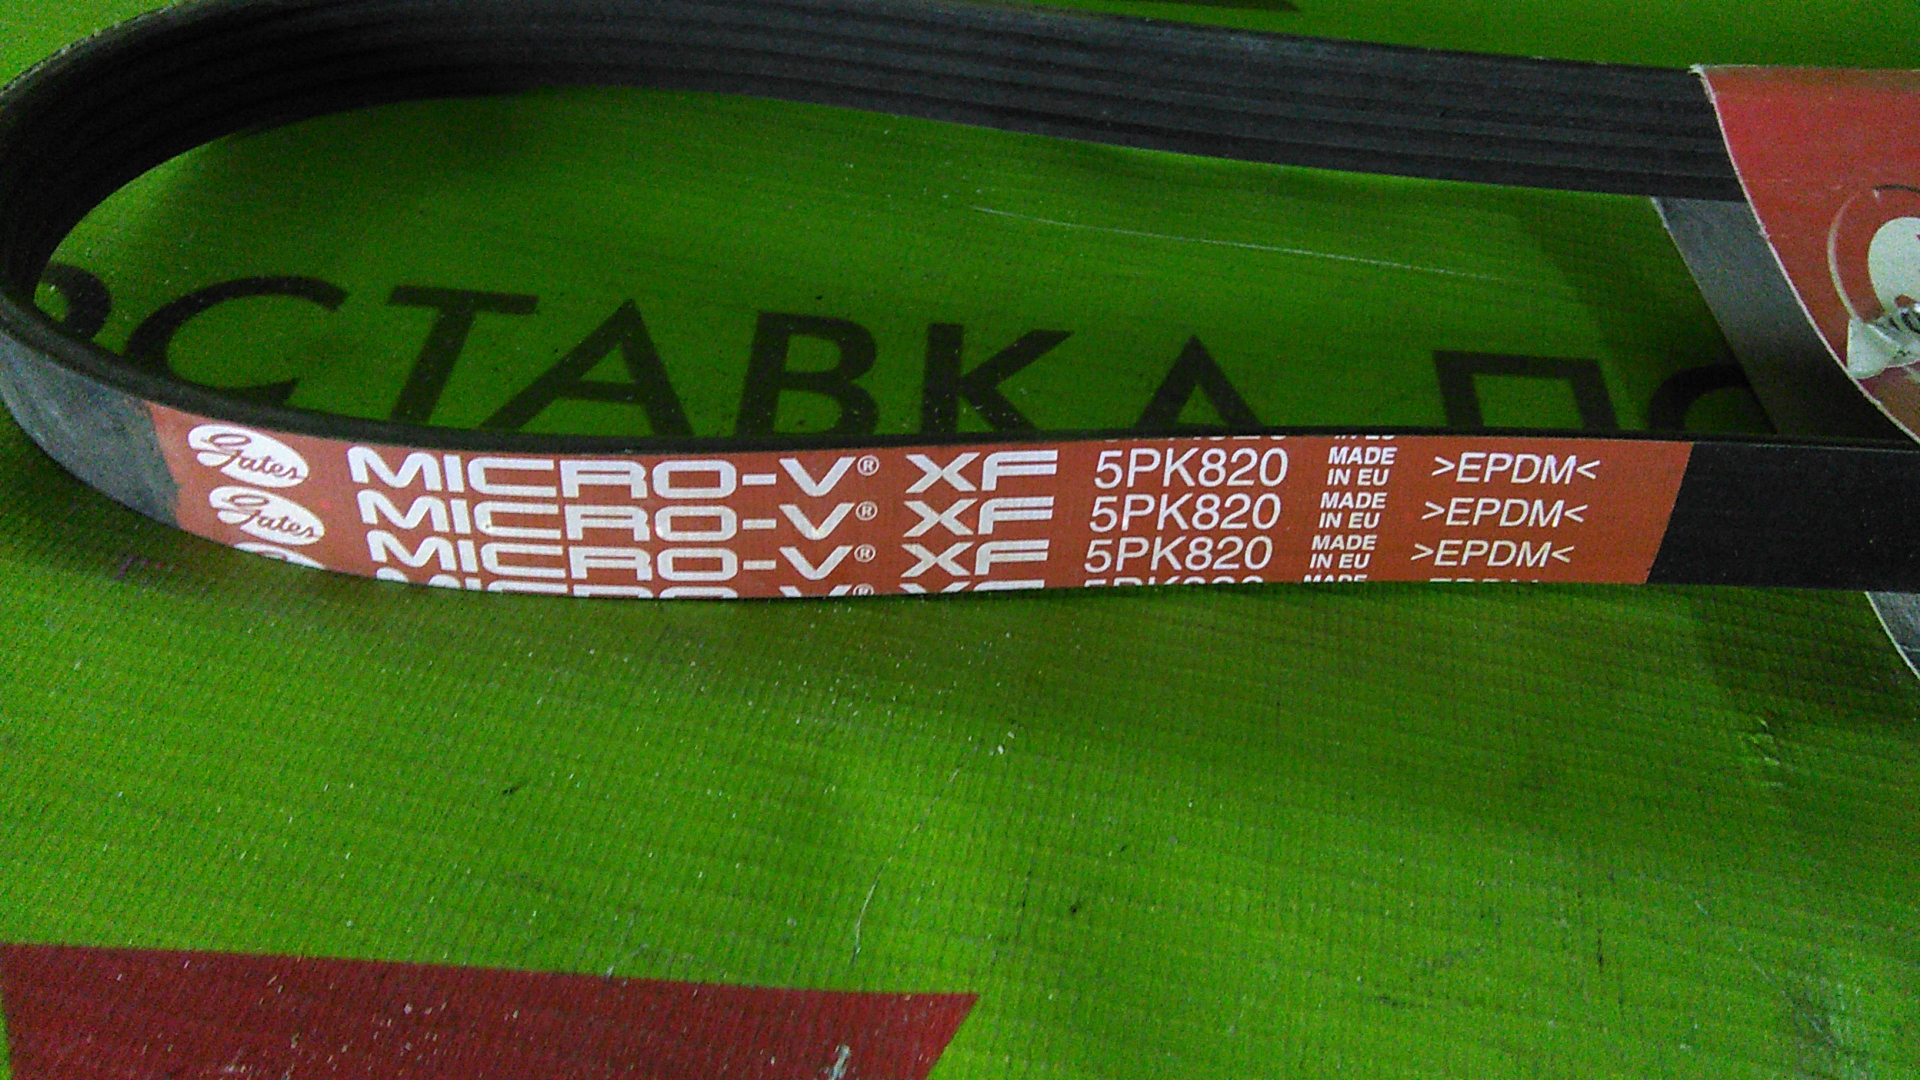 СТАВКА ПО
Gates MICRO-V® XF 5PK820 MADE IN EU >EPDM<
Gates MICRO-V® XF 5PK820 MADE IN EU >EPDM<
MICRO-V® XF 5PK820 MADE IN EU >EPDM<